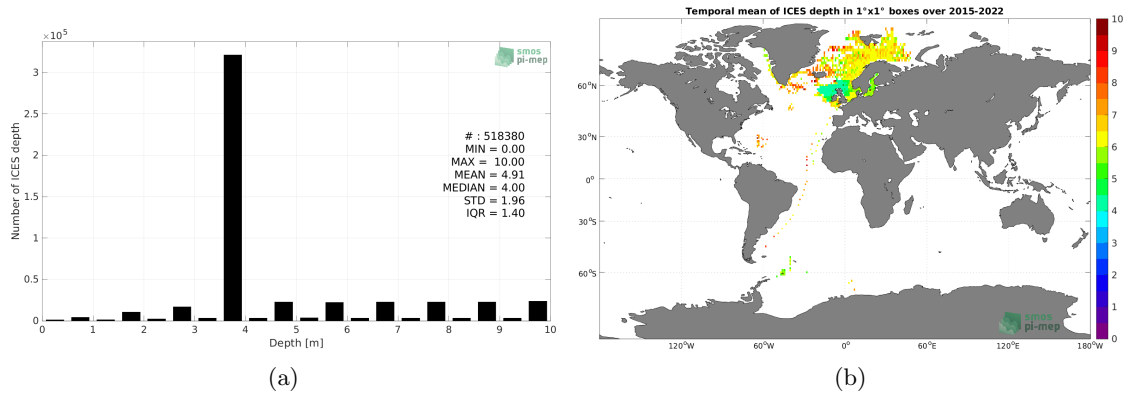 ×10⁵
3
2.5
2
1.5
1
0.5
0
Number of ICES depth
0 1 2 3 4 5 6 7 8 9 10
Depth [m]
smos
pi-mep
# : 518380
MIN = 0.00
MAX = 10.00
MEAN = 4.91
MEDIAN = 4.00
STD = 1.96
IQR = 1.40
(a)
Temporal mean of ICES depth in 1°x1° boxes over 2015-2022
60°N
30°N
0°
30°S
60°S
120°W 60°W 0° 60°E 120°E 180°W
smos
pi-mep
10
9
8
7
6
5
4
3
2
1
0
(b)